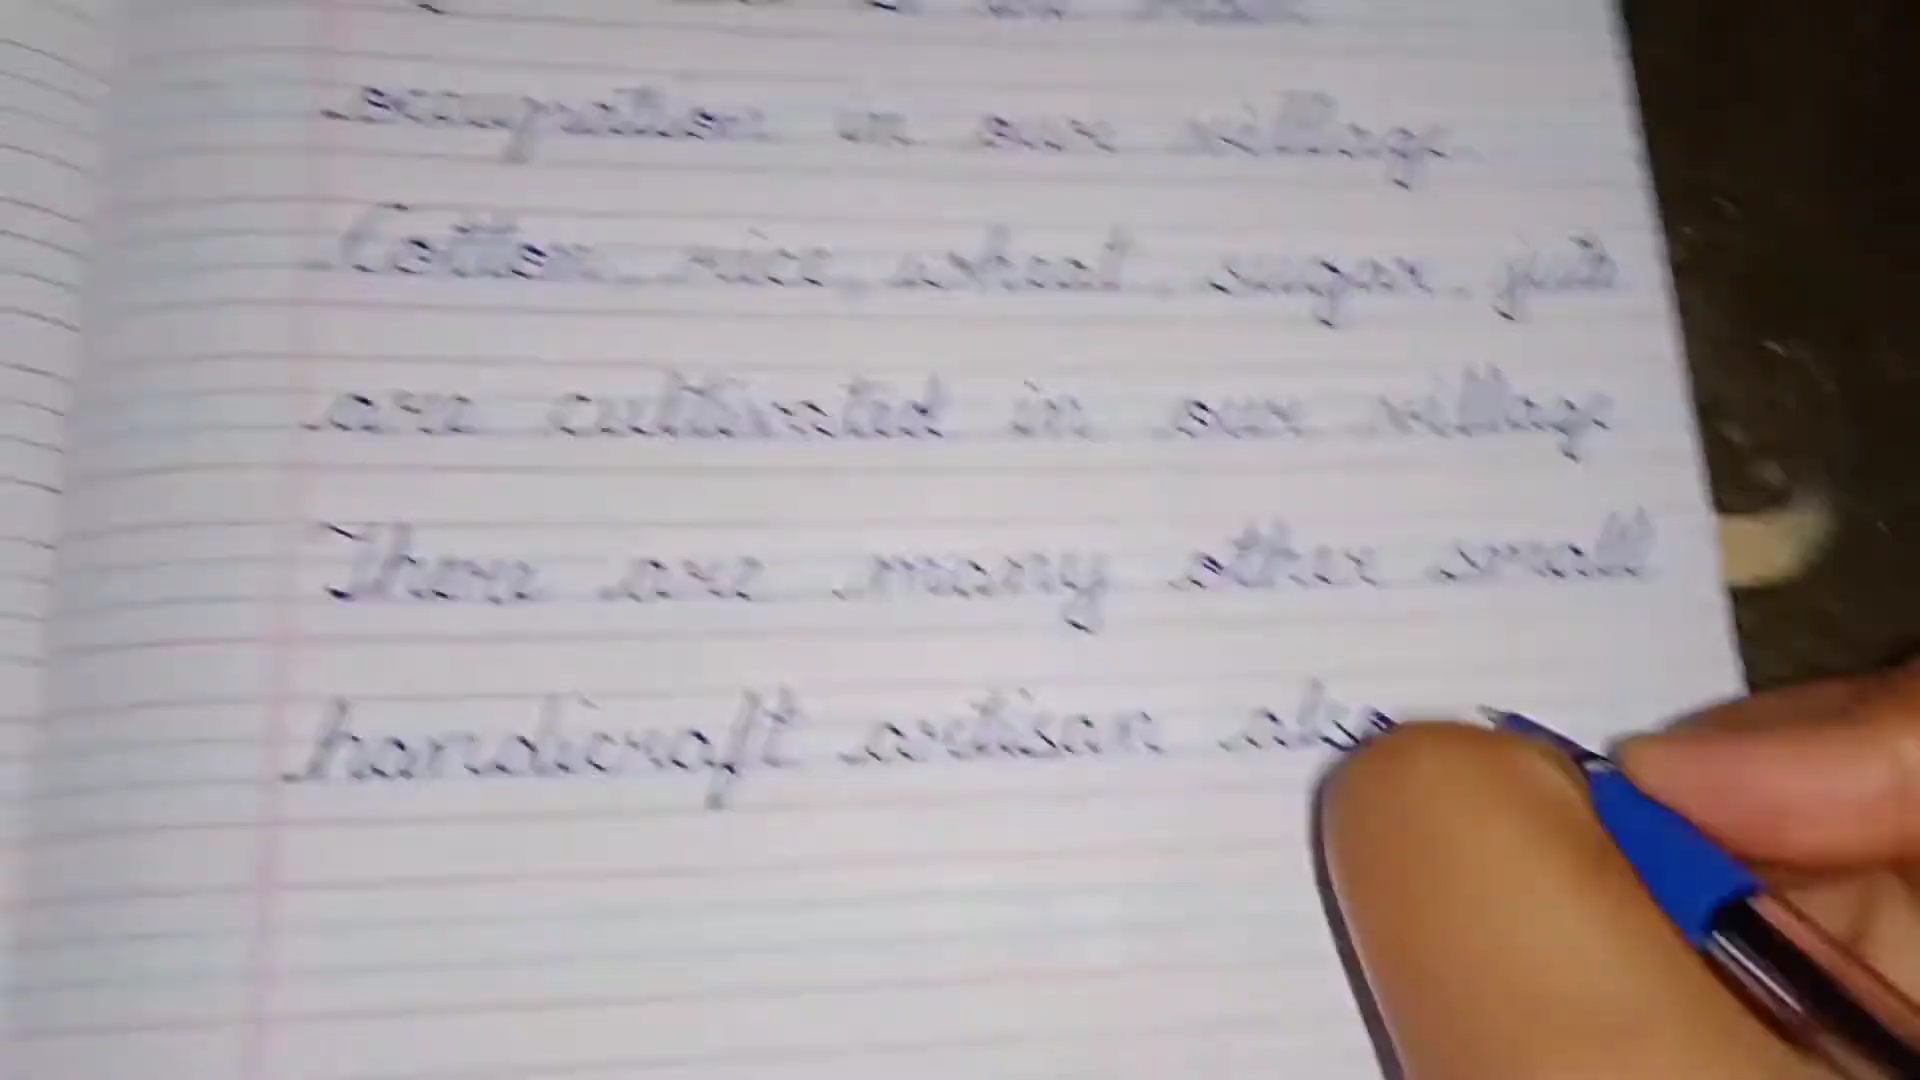 occupation in our village.
Cotton, rice, wheat, sugar, jute
are cultivated in our village
There are many other small
handicraft artisan also